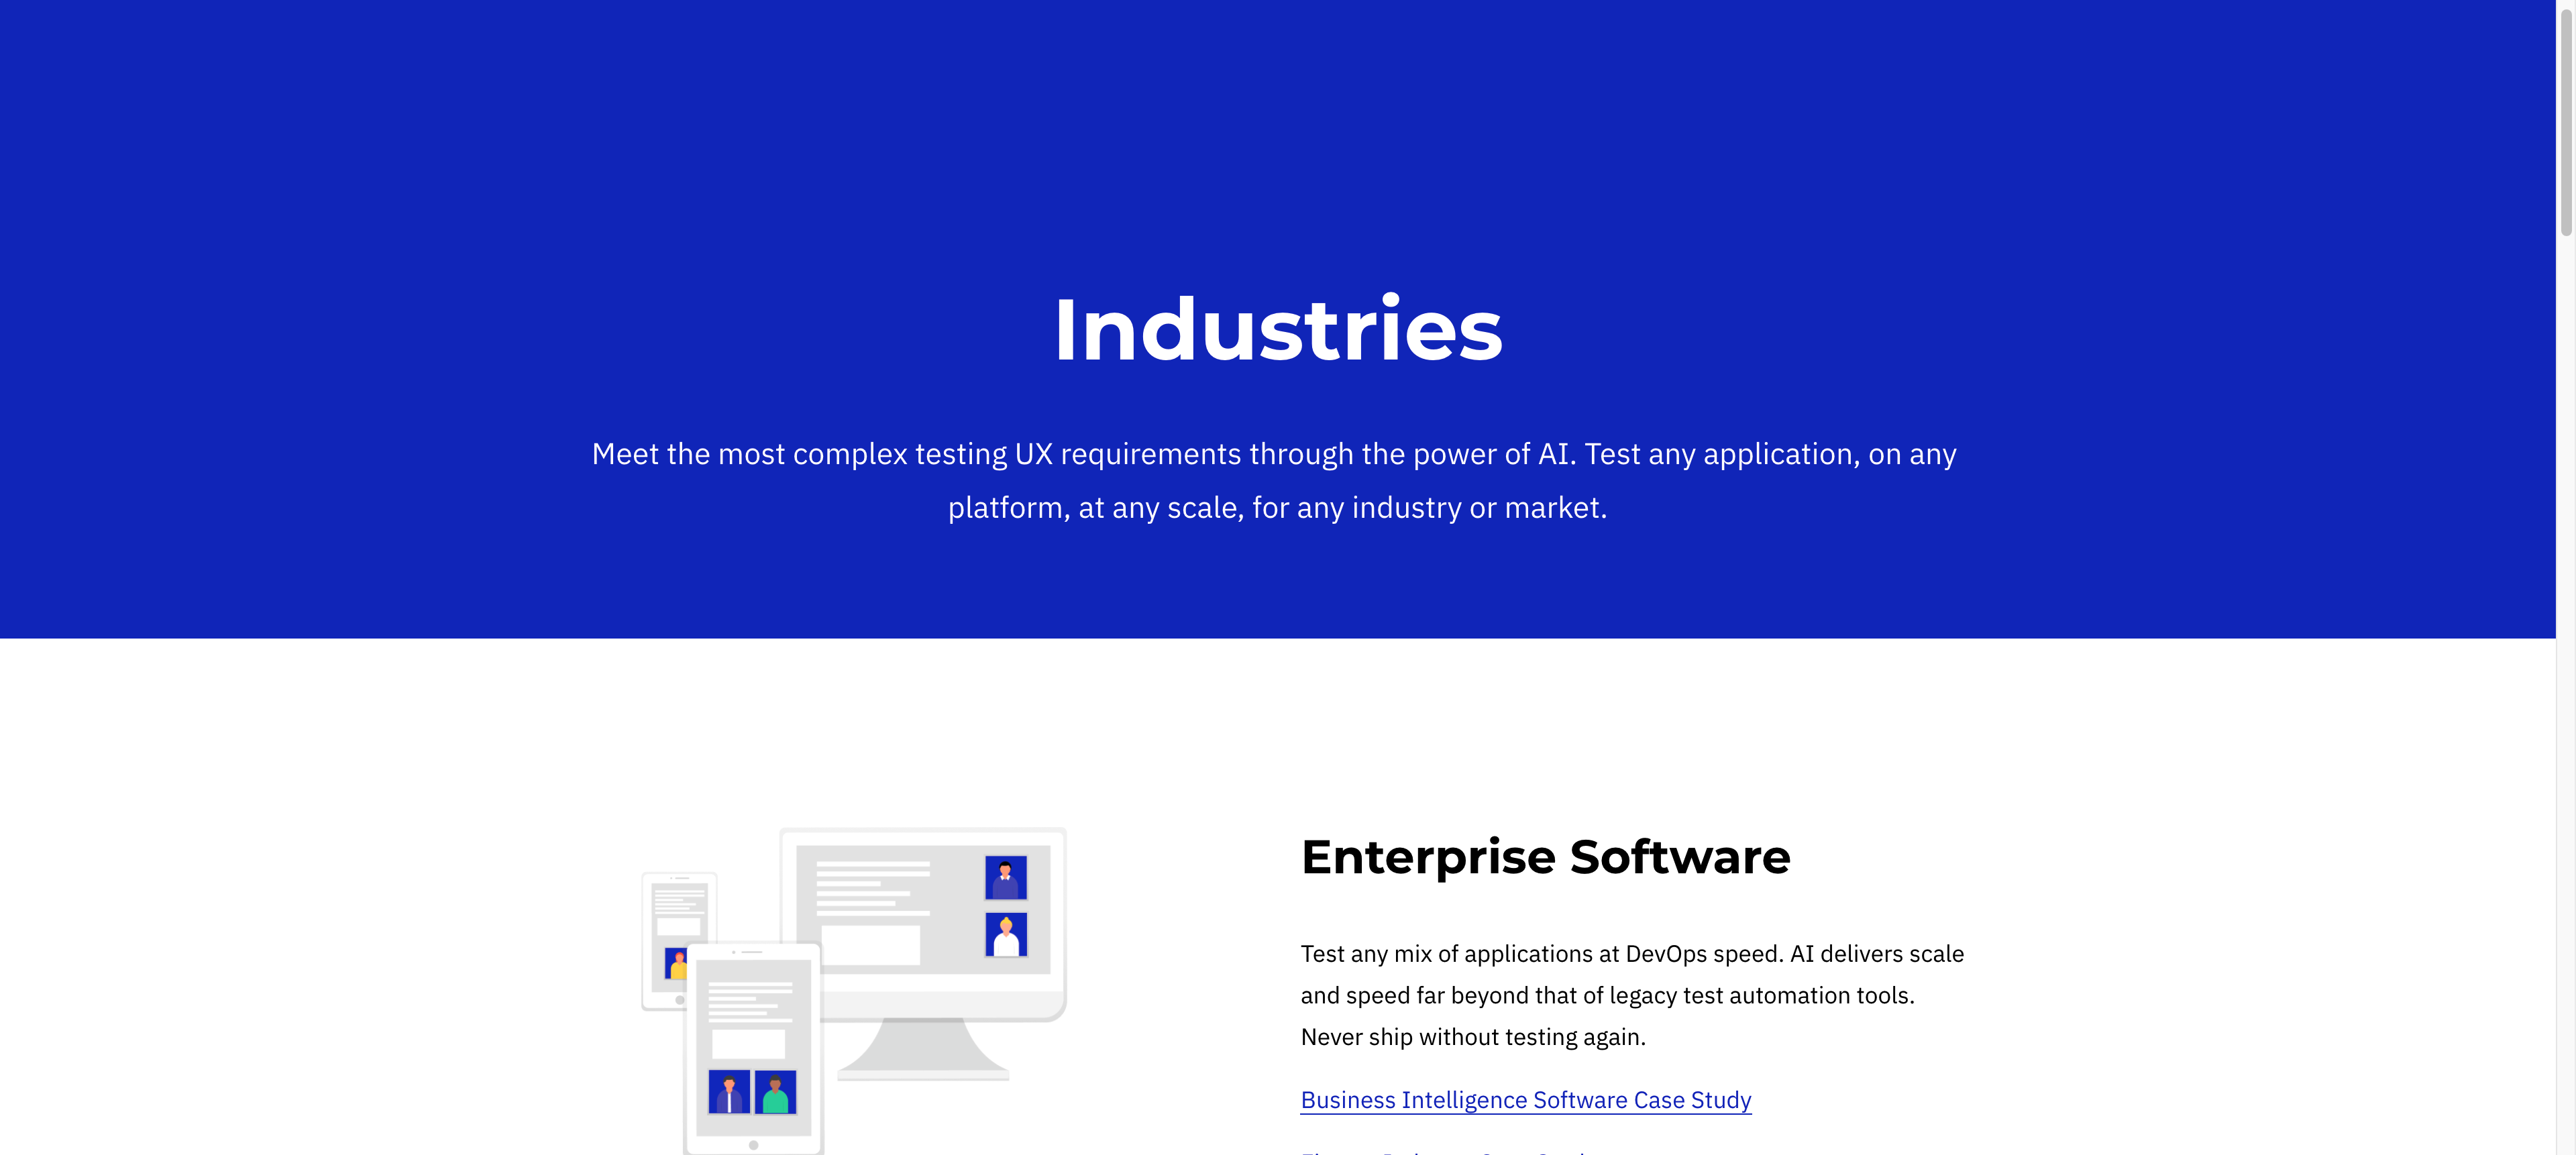 Industries
Meet the most complex testing UX requirements through the power of AI. Test any application, on any
platform, at any scale, for any industry or market.
Enterprise Software
Test any mix of applications at DevOps speed. AI delivers scale
and speed far beyond that of legacy test automation tools.
Never ship without testing again.
Business Intelligence Software Case Study